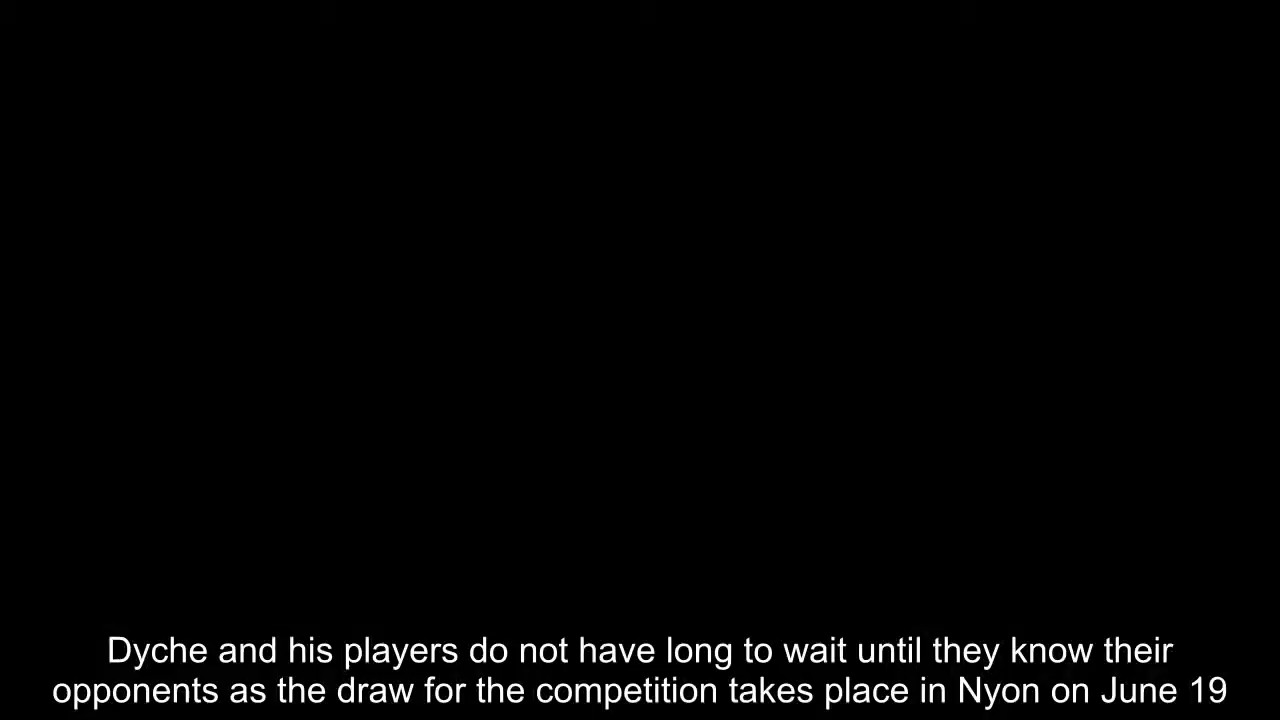 Dyche and his players do not have long to wait until they know their
opponents as the draw for the competition takes place in Nyon on June 19